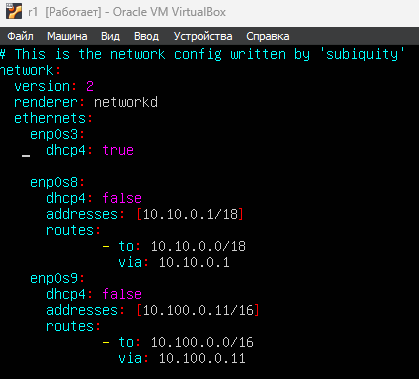 r1 [Работает] - Oracle VM VirtualBox
Файл Машина Вид Ввод Устройства Справка
# This is the network config written by 'subiquity'
network:
  version: 2
  renderer: networkd
  ethernets:
    enp0s3:
      dhcp4: true
    enp0s8:
      dhcp4: false
      addresses: [10.10.0.1/18]
      routes:
             - to: 10.10.0.0/18
               via: 10.10.0.1
    enp0s9:
      dhcp4: false
      addresses: [10.100.0.11/16]
      routes:
             - to: 10.100.0.0/16
               via: 10.100.0.11